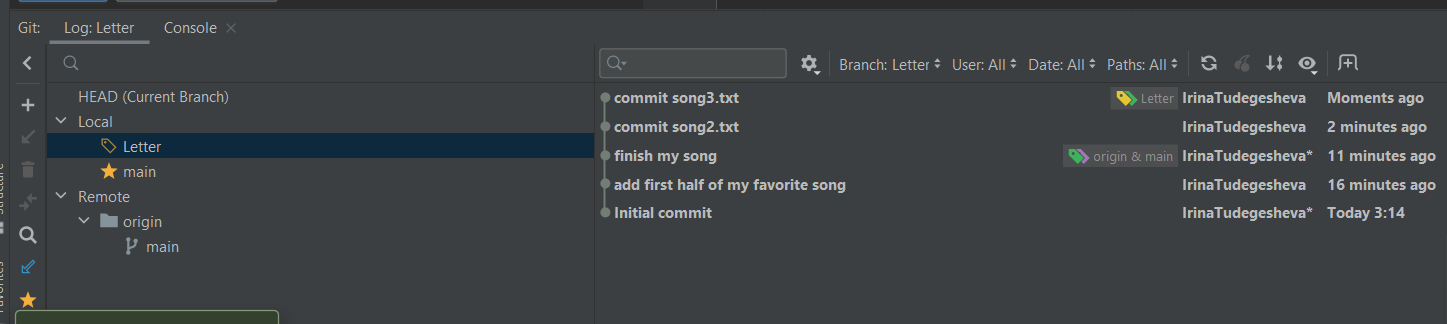 Git: Log: Letter Console
Branch: Letter User: All Date: All Paths: All
HEAD (Current Branch)
Local
Letter
main
Remote
origin
main
commit song3.txt Letter IrinaTudegesheva Moments ago
commit song2.txt IrinaTudegesheva 2 minutes ago
finish my song origin & main IrinaTudegesheva* 11 minutes ago
add first half of my favorite song IrinaTudegesheva 16 minutes ago
Initial commit IrinaTudegesheva* Today 3:14